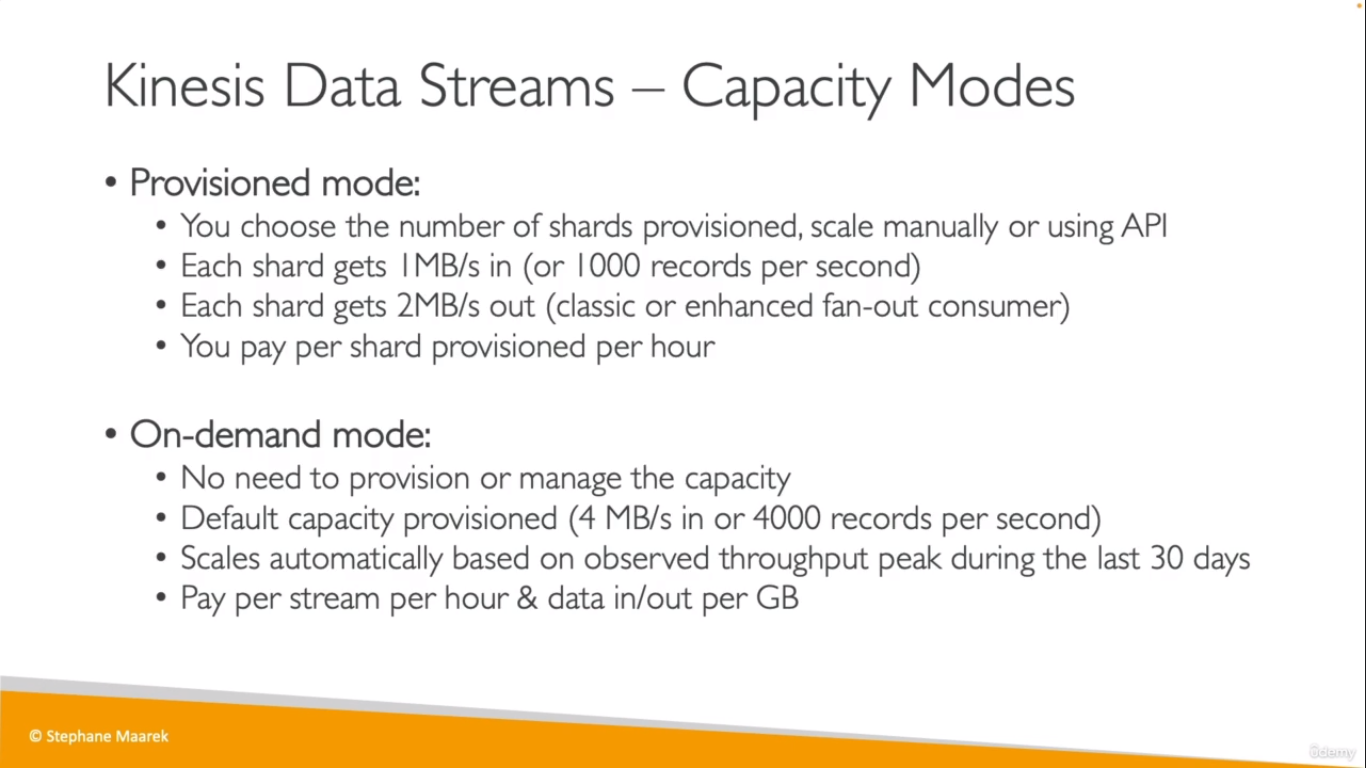 Kinesis Data Streams – Capacity Modes
• Provisioned mode:
• You choose the number of shards provisioned, scale manually or using API
• Each shard gets 1MB/s in (or 1000 records per second)
• Each shard gets 2MB/s out (classic or enhanced fan-out consumer)
• You pay per shard provisioned per hour
• On-demand mode:
• No need to provision or manage the capacity
• Default capacity provisioned (4 MB/s in or 4000 records per second)
• Scales automatically based on observed throughput peak during the last 30 days
• Pay per stream per hour & data in/out per GB
© Stephane Maarek
ûdemy